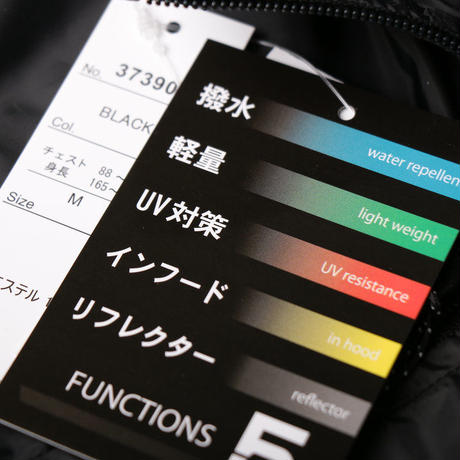 No. 37390
Col. BLACK
チェスト 88～
身長 165～
Size M
エステル 1
撥水 water repellen
軽量 light weight
UV対策 UV resistance
インフード in hood
リフレクター reflector
FUNCTIONS 5